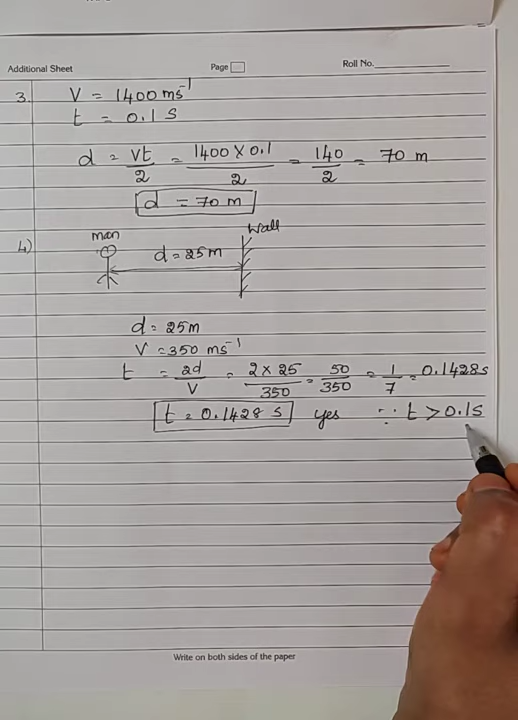 Additional Sheet Page Roll No.
3. V = 1400 ms⁻¹
t = 0.1 S
d = Vt/2 = 1400 X 0.1/2 = 140/2 = 70 m
d = 70 m
4) man wall
d = 25m
d = 25m
V = 350 ms⁻¹
t = 2d/V = 2 × 25/350 = 50/350 = 1/7 = 0.1428s
t = 0.1428 S yes ∵ t > 0.1S
Write on both sides of the paper